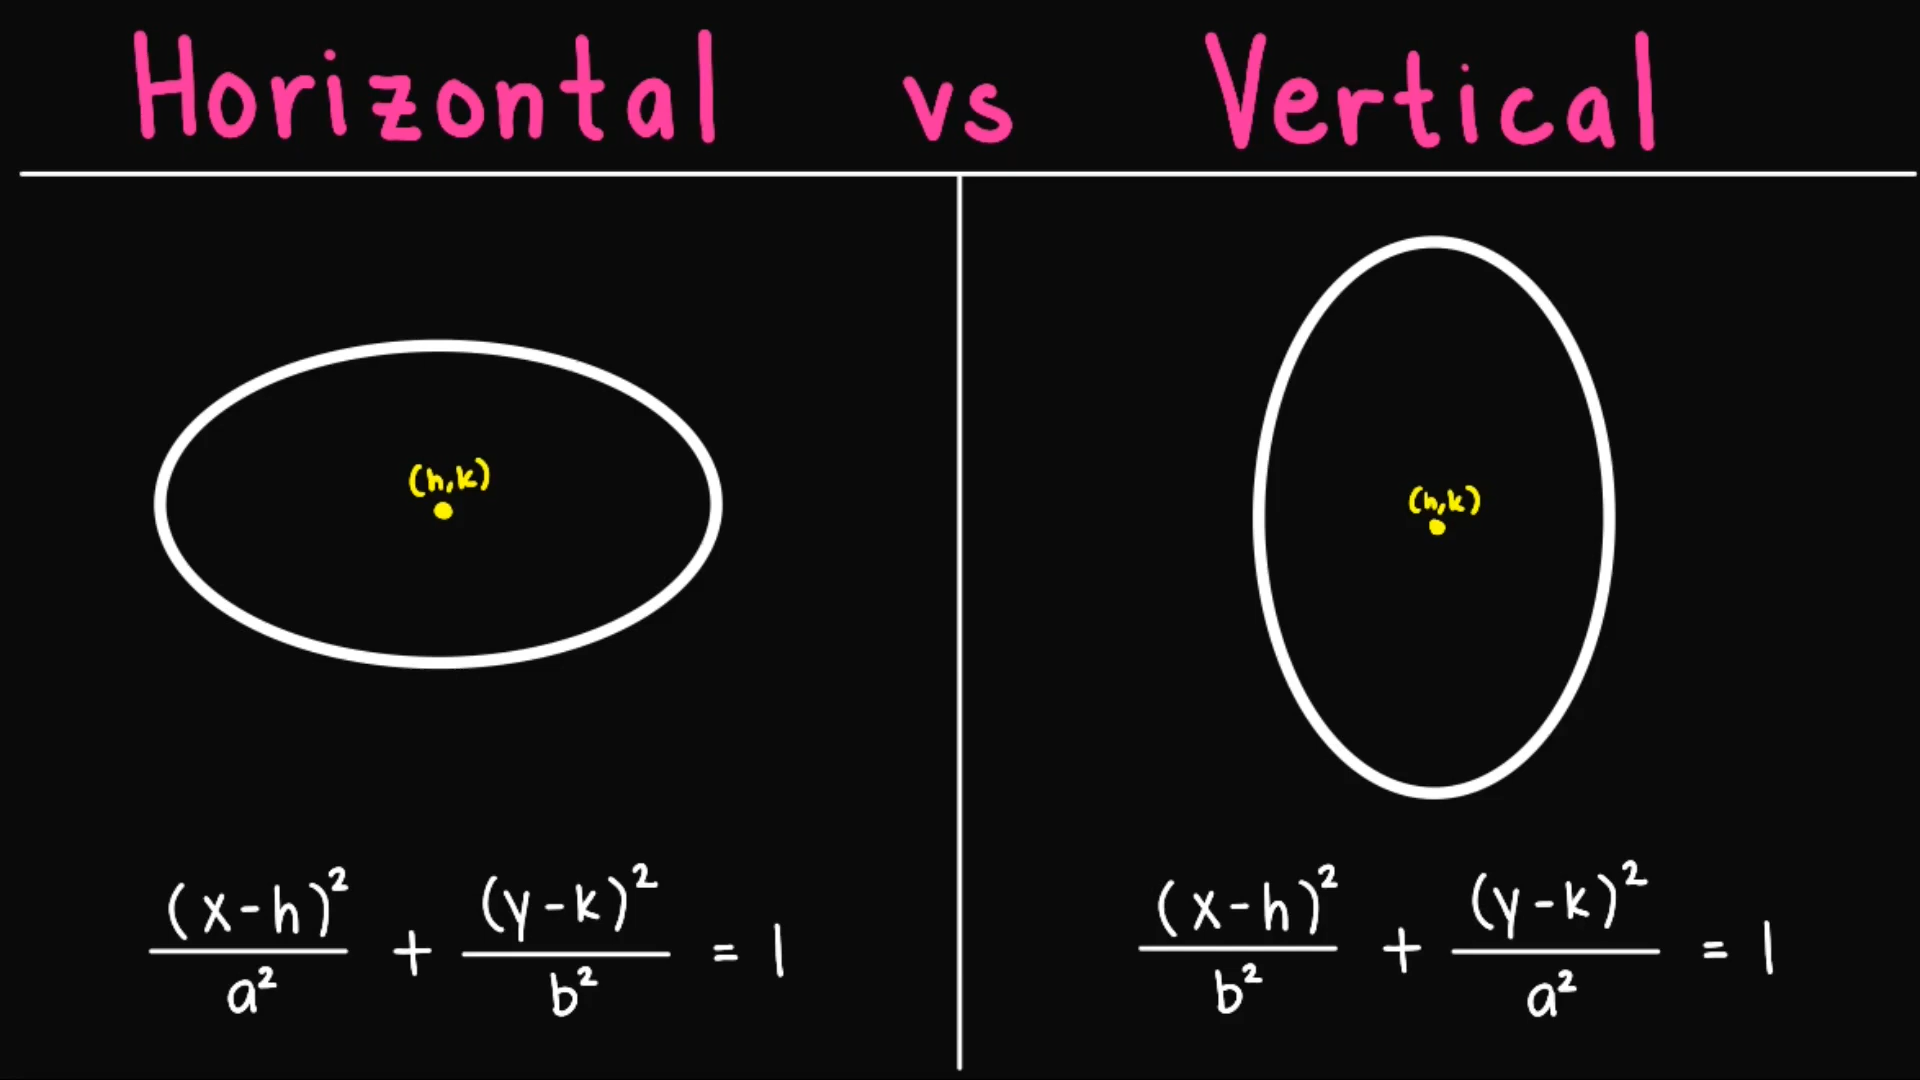 Horizontal vs Vertical
(h,k)
(x-h)²/a² + (y-k)²/b² = 1
(h,k)
(x-h)²/b² + (y-k)²/a² = 1